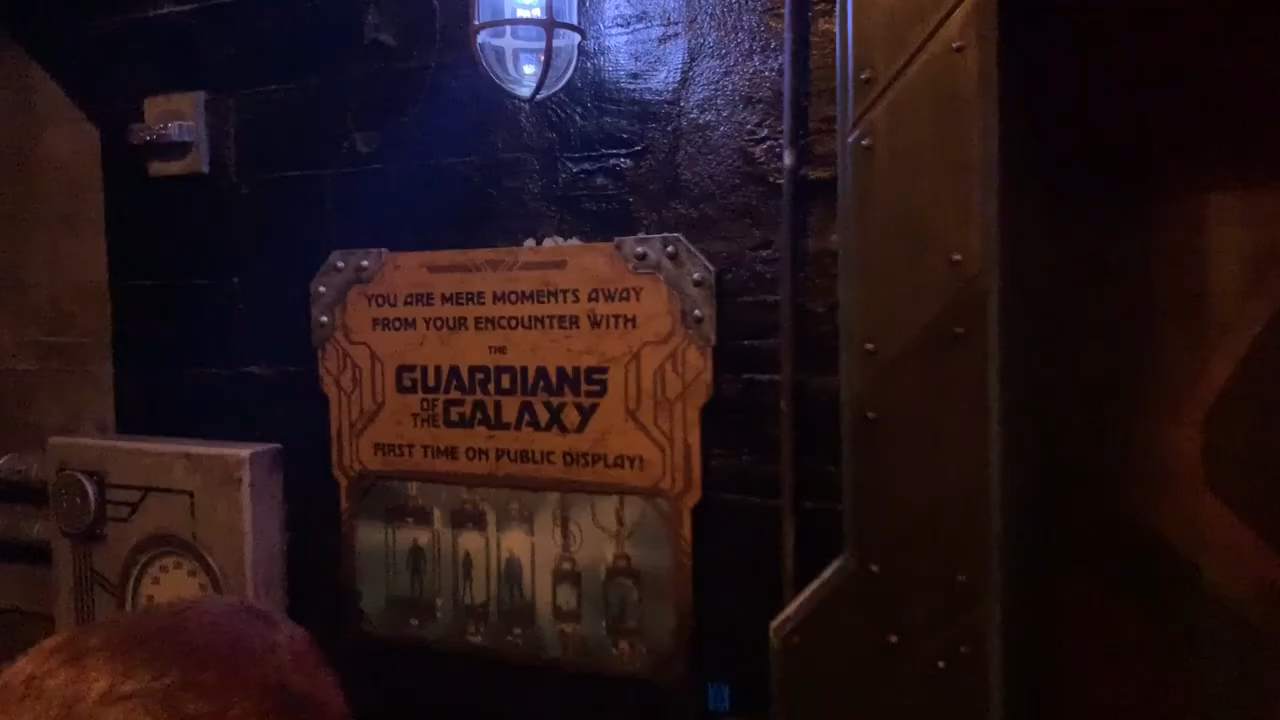 YOU ARE MERE MOMENTS AWAY
FROM YOUR ENCOUNTER WITH
THE
GUARDIANS
OF THE GALAXY
FIRST TIME ON PUBLIC DISPLAY!